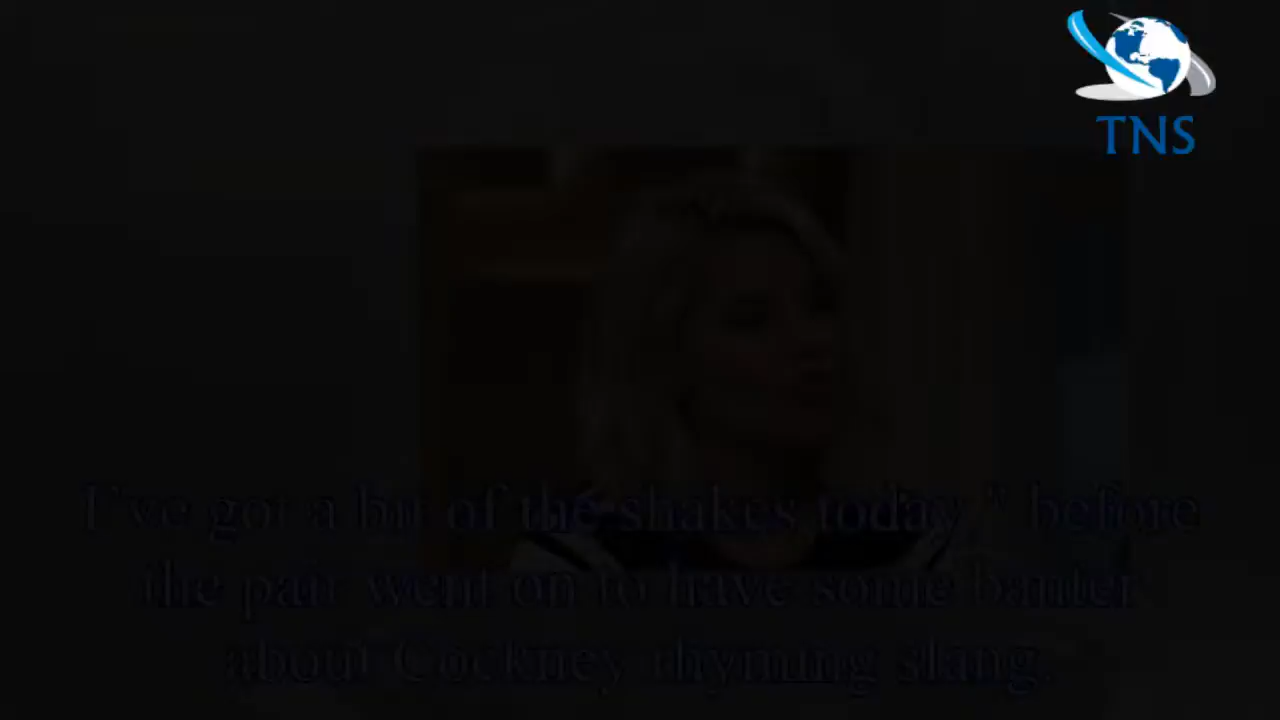 TNS
I've got a bit of the shakes today," before
the pair went on to have some banter
about Cockney rhyming slang.